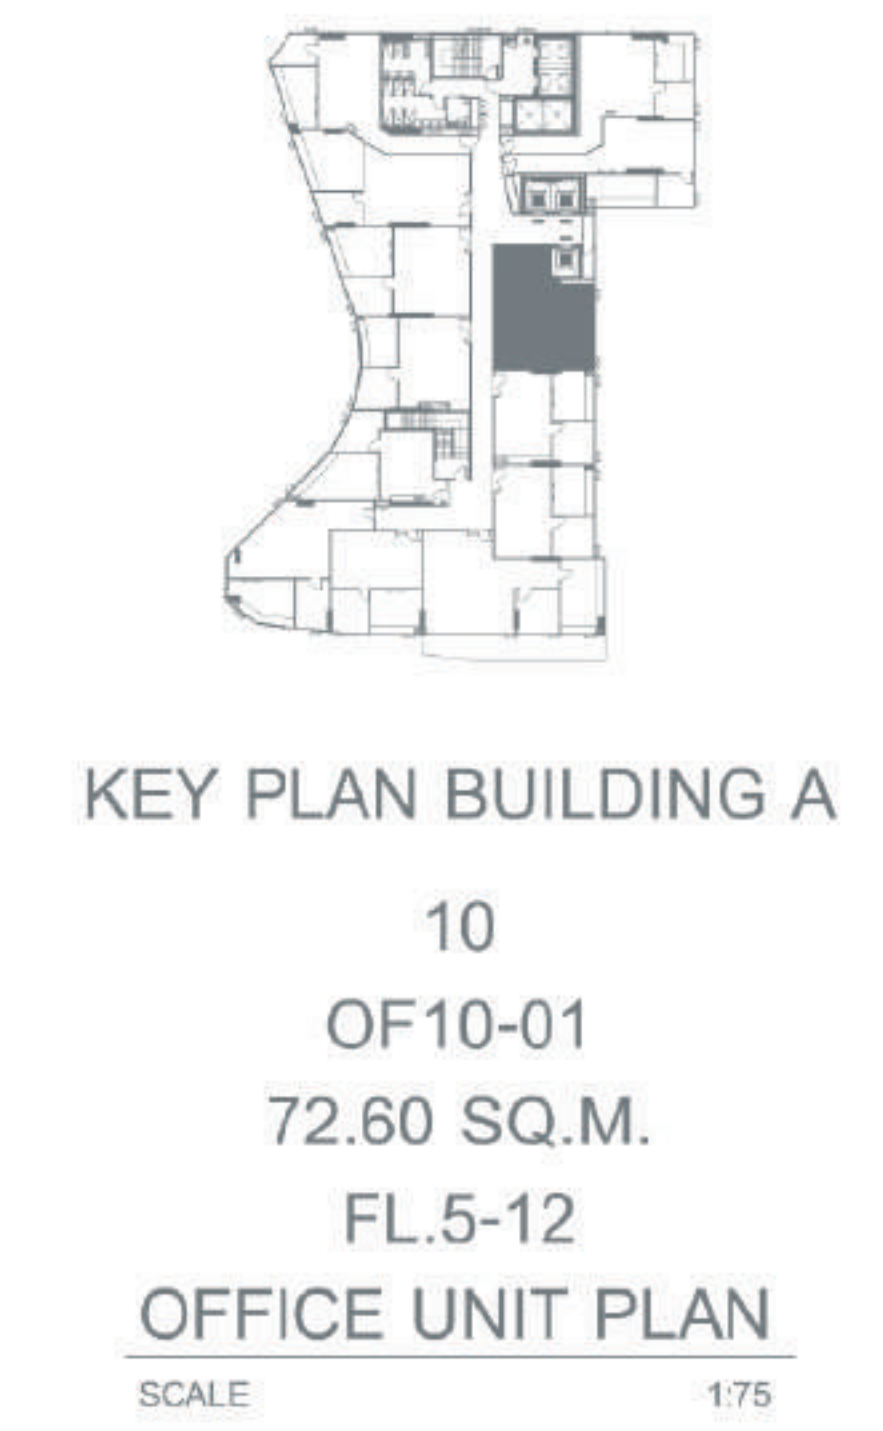 KEY PLAN BUILDING A
10
OF10-01
72.60 SQ.M.
FL.5-12
OFFICE UNIT PLAN
SCALE 1:75